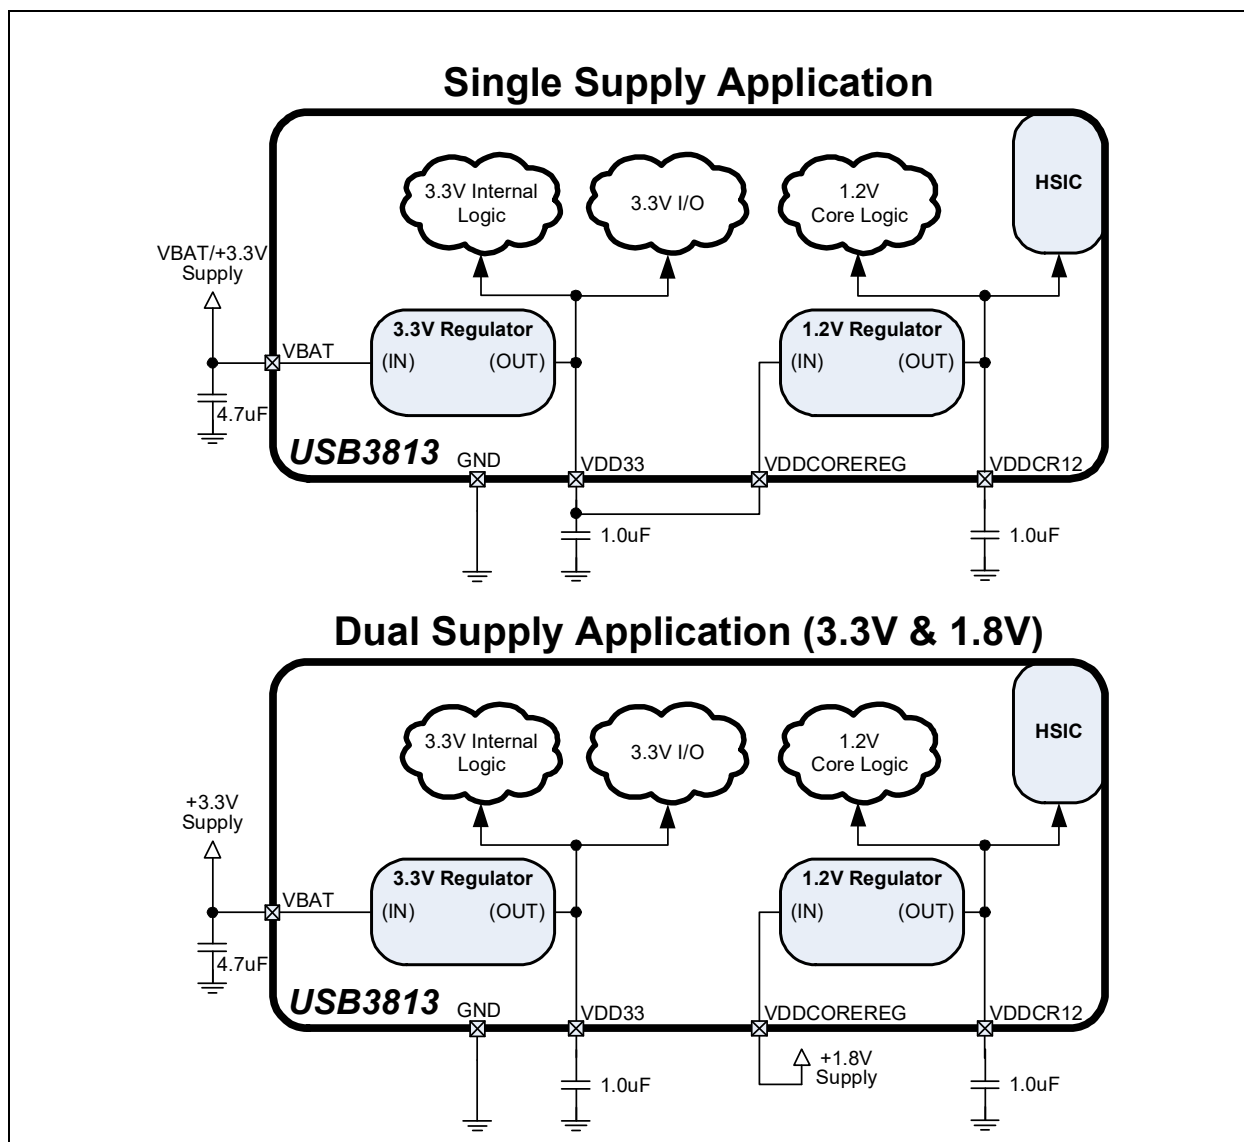 Single Supply Application
3.3V Internal
Logic
3.3V I/O
1.2V
Core Logic
HSIC
VBAT/+3.3V
Supply
VBAT
3.3V Regulator
(IN)
(OUT)
1.2V Regulator
(IN)
(OUT)
4.7uF
USB3813
GND
VDD33
VDDCOREREG
VDDCR12
1.0uF
1.0uF
Dual Supply Application (3.3V & 1.8V)
3.3V Internal
Logic
3.3V I/O
1.2V
Core Logic
HSIC
+3.3V
Supply
VBAT
3.3V Regulator
(IN)
(OUT)
1.2V Regulator
(IN)
(OUT)
4.7uF
USB3813
GND
VDD33
VDDCOREREG
VDDCR12
1.0uF
+1.8V
Supply
1.0uF